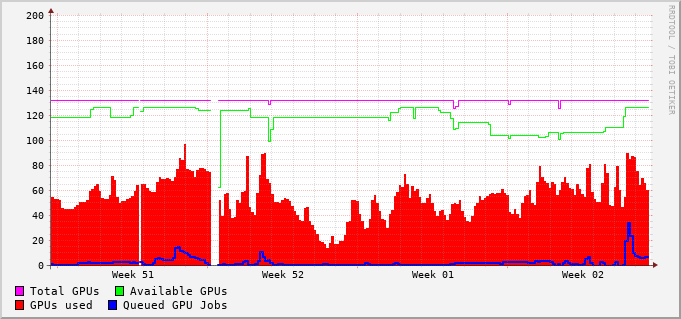 200
180
160
140
120
100
80
60
40
20
0
Week 51 Week 52 Week 01 Week 02
Total GPUs Available GPUs
GPUs used Queued GPU Jobs
RRDTOOL / TOBI OETIKER